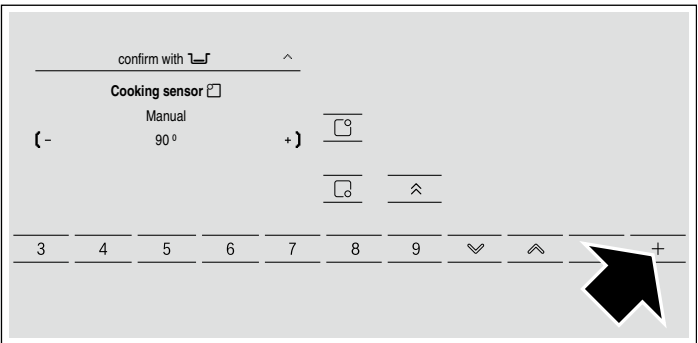 confirm with
Cooking sensor
Manual
- 90 ° +
3 4 5 6 7 8 9 +